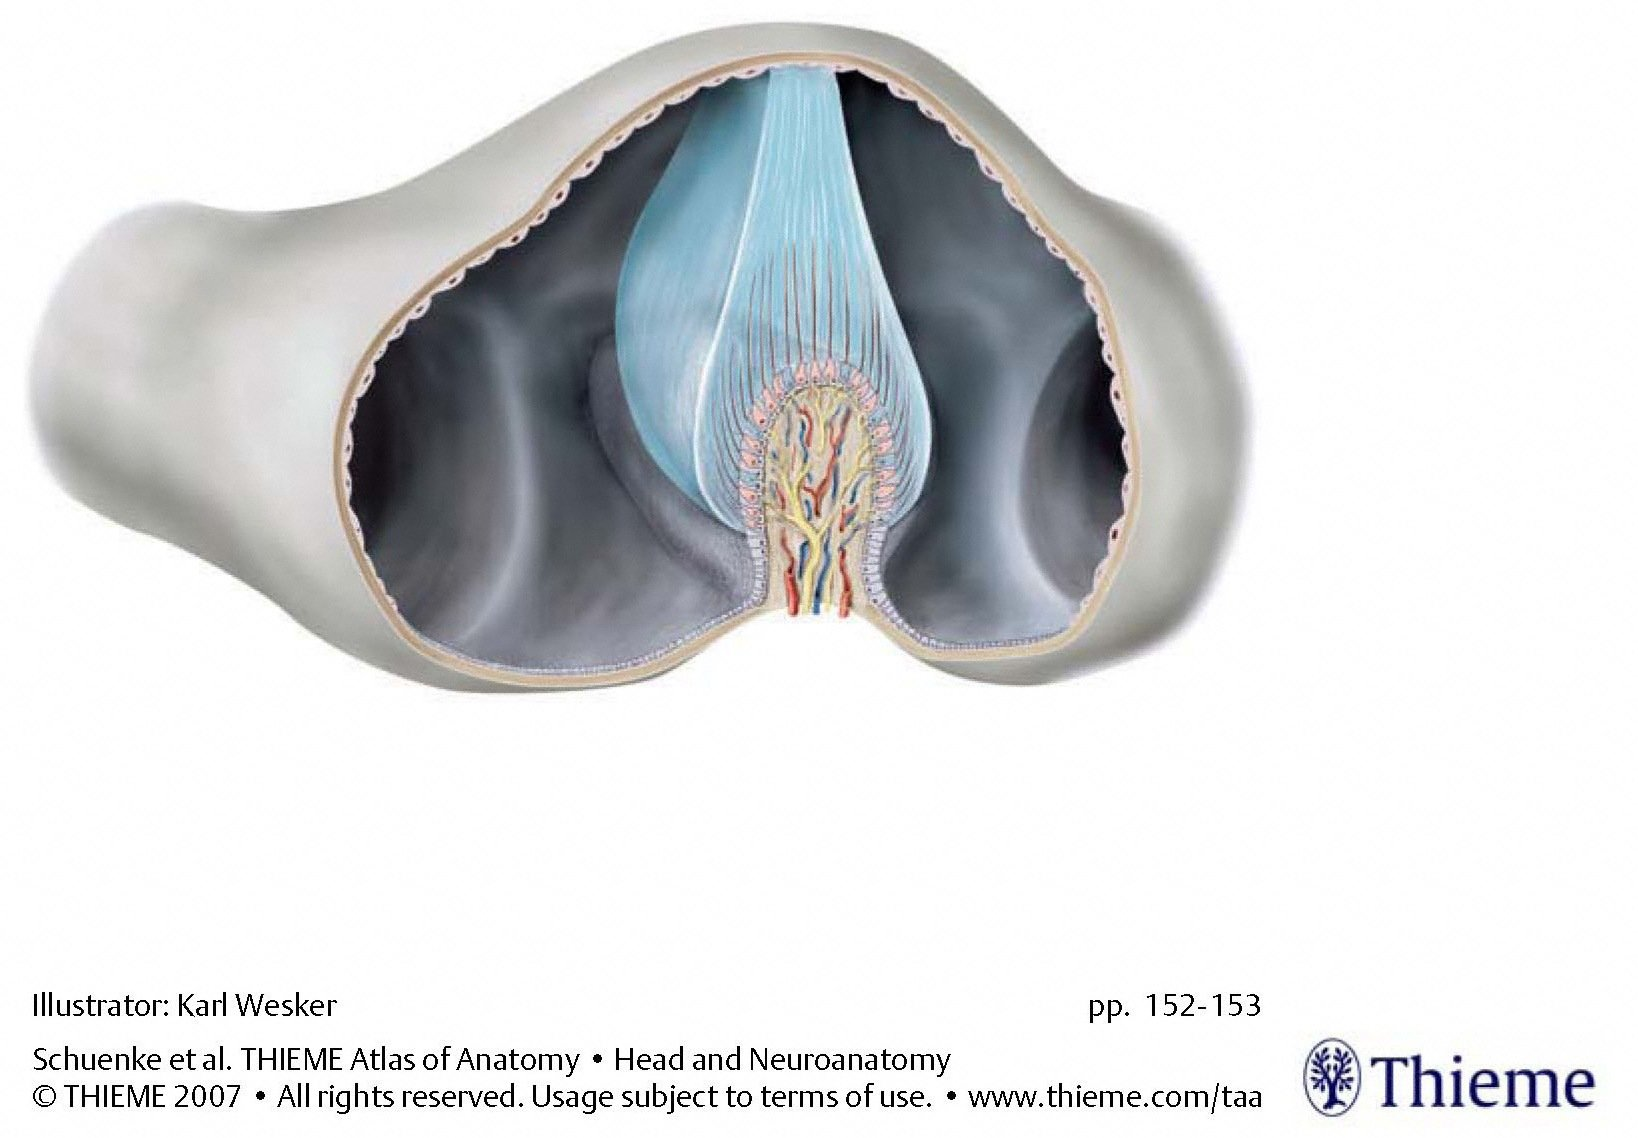 Illustrator: Karl Wesker
pp. 152-153
Schuenke et al. THIEME Atlas of Anatomy • Head and Neuroanatomy
© THIEME 2007 • All rights reserved. Usage subject to terms of use. • www.thieme.com/taa
Thieme